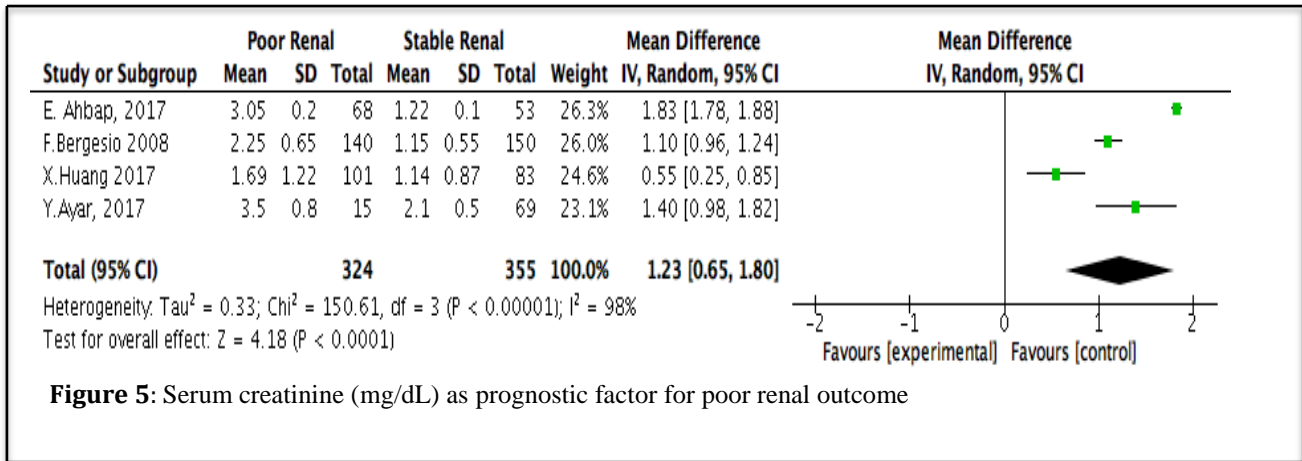 Poor Renal Stable Renal Mean Difference Mean Difference
Study or Subgroup Mean SD Total Mean SD Total Weight IV, Random, 95% CI IV, Random, 95% CI
E. Ahbap, 2017 3.05 0.2 68 1.22 0.1 53 26.3% 1.83 [1.78, 1.88]
F.Bergesio 2008 2.25 0.65 140 1.15 0.55 150 26.0% 1.10 [0.96, 1.24]
X.Huang 2017 1.69 1.22 101 1.14 0.87 83 24.6% 0.55 [0.25, 0.85]
Y.Ayar, 2017 3.5 0.8 15 2.1 0.5 69 23.1% 1.40 [0.98, 1.82]
Total (95% CI) 324 355 100.0% 1.23 [0.65, 1.80]
Heterogeneity: Tau² = 0.33; Chi² = 150.61, df = 3 (P < 0.00001); I² = 98%
Test for overall effect: Z = 4.18 (P < 0.0001)
-2 -1 0 1 2
Favours [experimental] Favours [control]
Figure 5: Serum creatinine (mg/dL) as prognostic factor for poor renal outcome